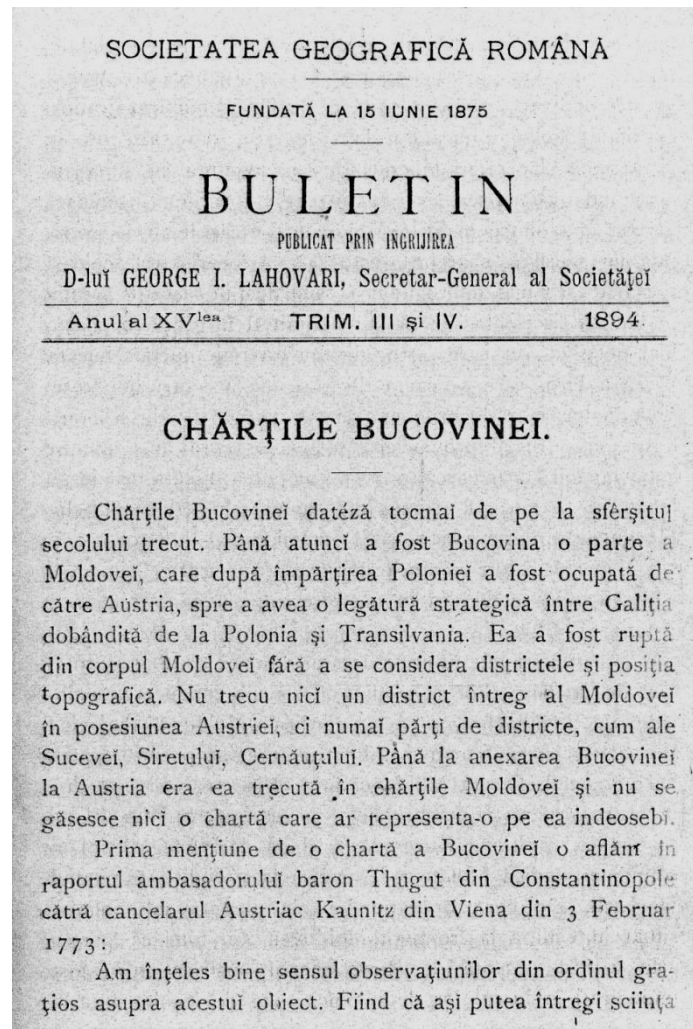 SOCIETATEA GEOGRAFICĂ ROMÂNĂ
FUNDATĂ LA 15 IUNIE 1875
BULETIN
PUBLICAT PRIN INGRIJIREA
D-luĭ GEORGE I. LAHOVARI, Secretar-General al Societăţeĭ
Anul al XVlea TRIM. III şi IV. 1894.
CHĂRŢILE BUCOVINEI.
Chărţile Bucovineĭ datéză tocmai de pe la sfêrşituļ
secoluluĭ trecut. Până atuncĭ a fost Bucovina o parte a
Moldoveĭ, care după împărţirea Polonieĭ a fost ocupată de
către Austria, spre a avea o legătură strategică între Galiţia
dobândită de la Polonia şi Transilvania. Ea a fost ruptă
din corpul Moldoveĭ fără a se considera districtele şi posiţia
topografică. Nu trecu nicĭ un district întreg al Moldoveĭ
în posesiunea Austrieĭ, ci numaĭ părţi de districte, cum ale
Suceveĭ, Siretuluĭ, Cernăuţuluĭ. Până la anexarea Bucovineĭ
la Austria era ea trecută in chărţile Moldoveĭ şi nu se
găsesce nici o chartă care ar representa-o pe ea indeosebi.
Prima menţiune de o chartă a Bucovineĭ o aflăm in
raportul ambasadoruluĭ baron Thugut din Constantinopole
cătră cancelarul Austriac Kaunitz din Viena din 3 Februar
1773:
Am înţeles bine sensul observaţiunilor din ordinul gra-
ţios asupra acestuĭ obiect. Fiind că aşi putea întregi sciinţa